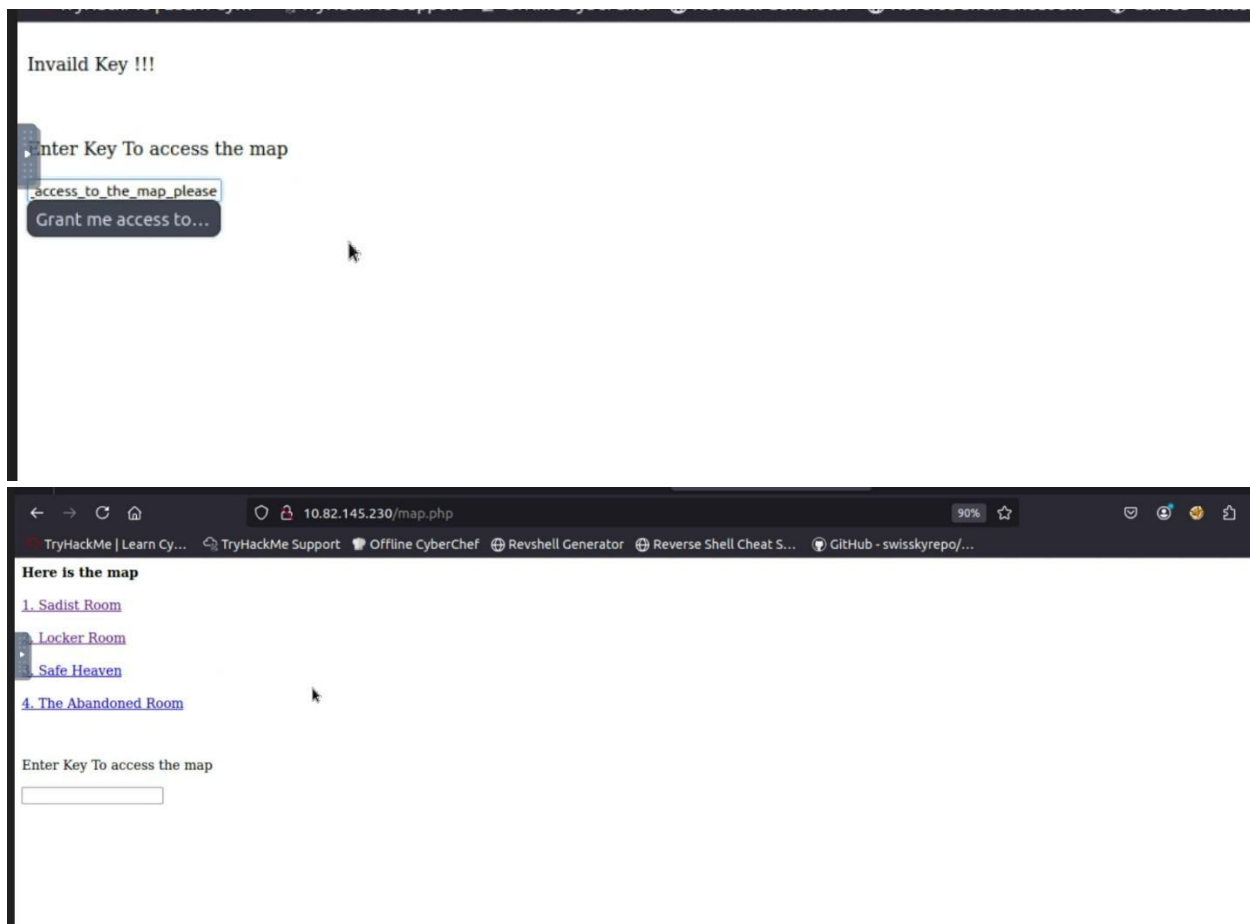 Invaild Key !!!
Enter Key To access the map
_access_to_the_map_please
Grant me access to...
10.82.145.230/map.php
90%
TryHackMe | Learn Cy... TryHackMe Support Offline CyberChef Revshell Generator Reverse Shell Cheat S... GitHub - swisskyrepo/...
Here is the map
1. Sadist Room
. Locker Room
. Safe Heaven
4. The Abandoned Room
Enter Key To access the map